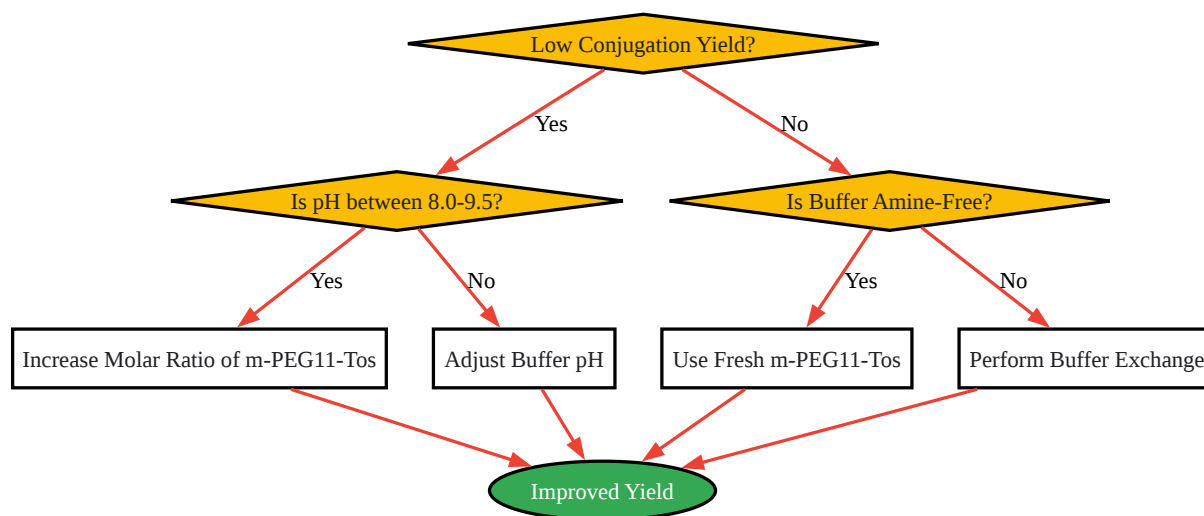 Low Conjugation Yield?
Yes
No
Is pH between 8.0-9.5?
Is Buffer Amine-Free?
Yes
No
Yes
No
Increase Molar Ratio of m-PEG11-Tos
Adjust Buffer pH
Use Fresh m-PEG11-Tos
Perform Buffer Exchange
Improved Yield